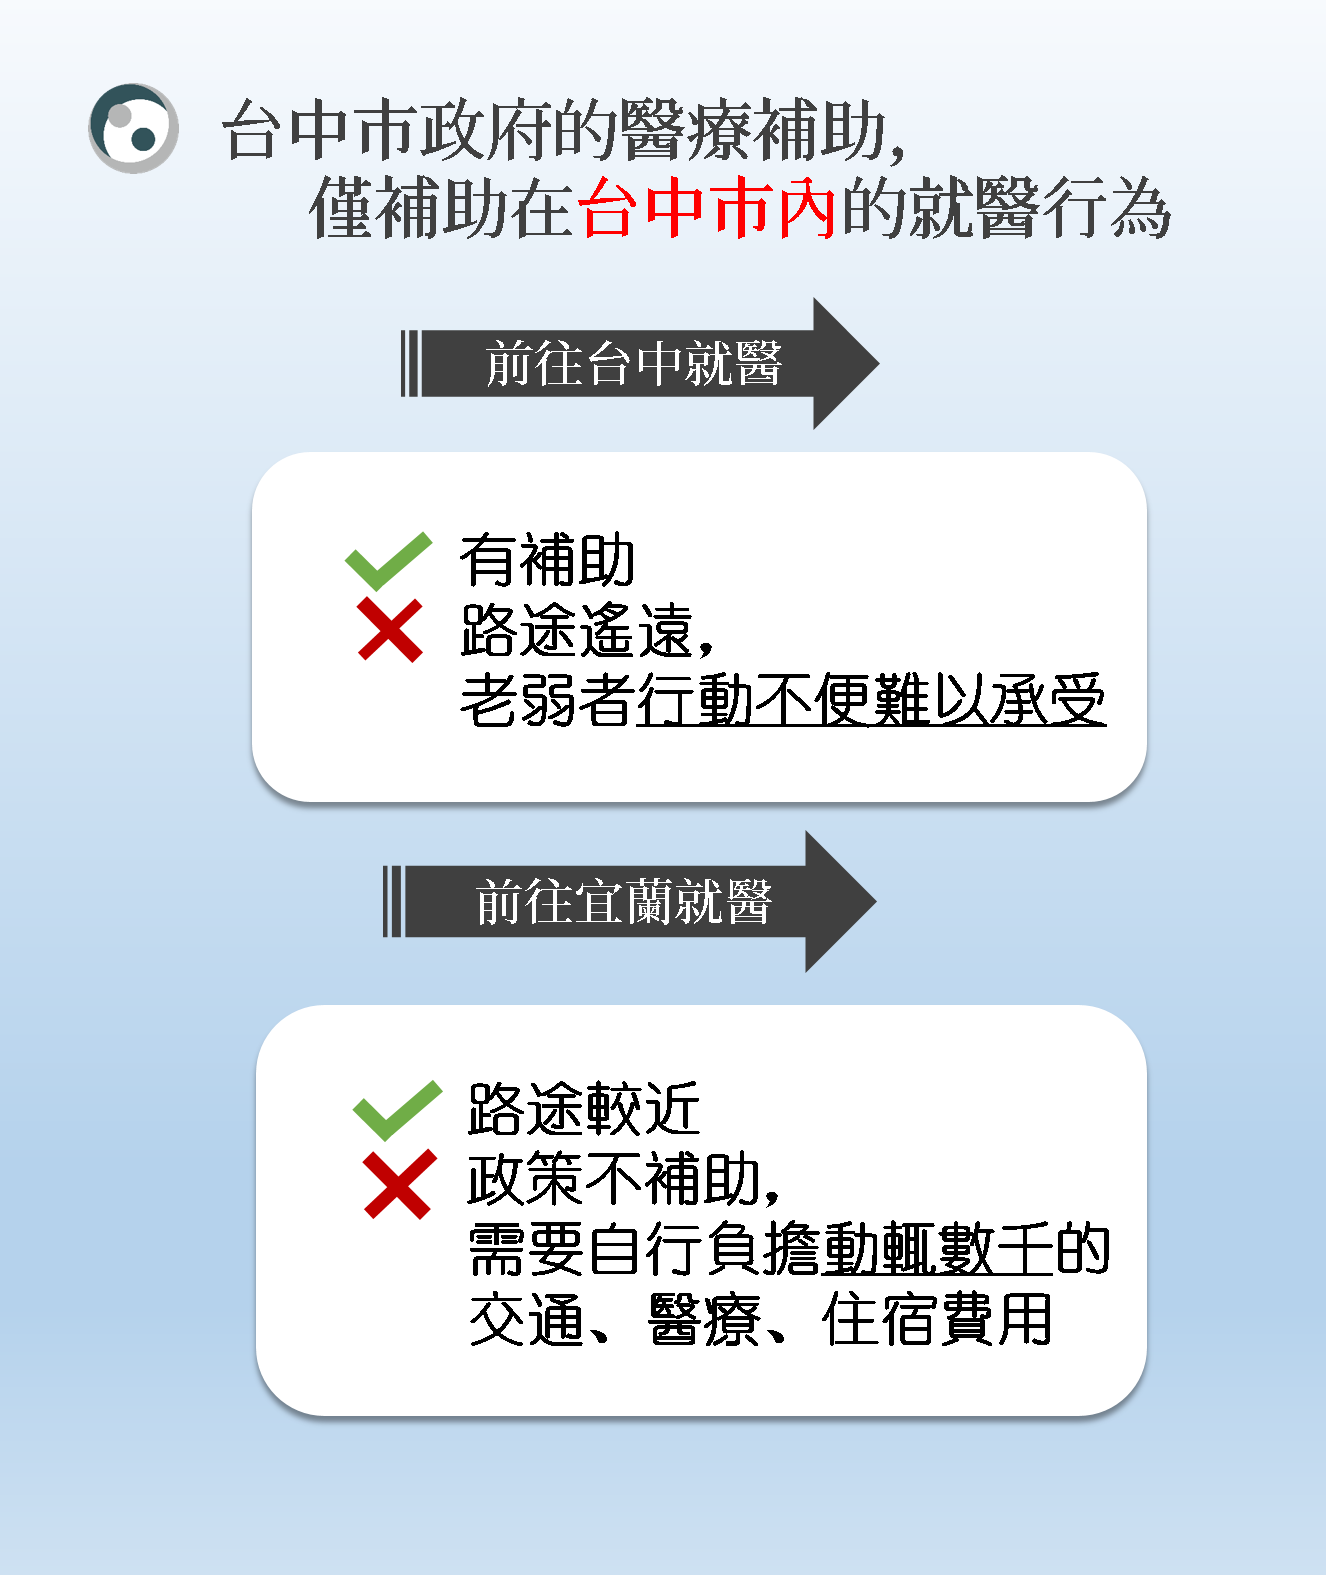 台中市政府的醫療補助,
僅補助在台中市內的就醫行為
前往台中就醫
有補助
路途遙遠,
老弱者行動不便難以承受
前往宜蘭就醫
路途較近
政策不補助,
需要自行負擔動輒數千的
交通、醫療、住宿費用